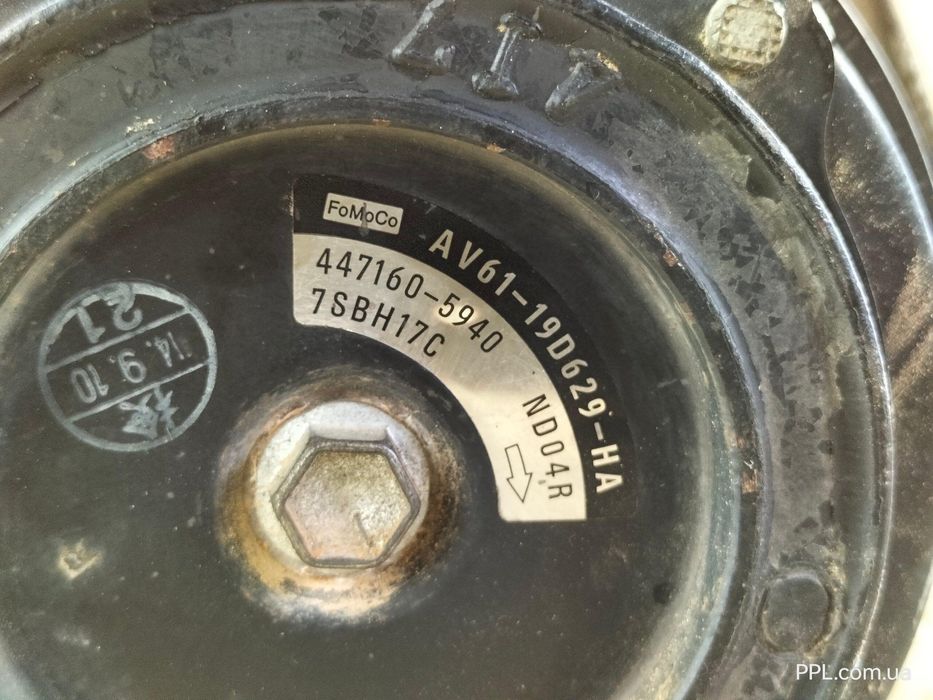 FoMoCo
AV61-19D629-HA
447160-5940
7SBH17C
ND04R
21
14.9.10
PPL.com.ua